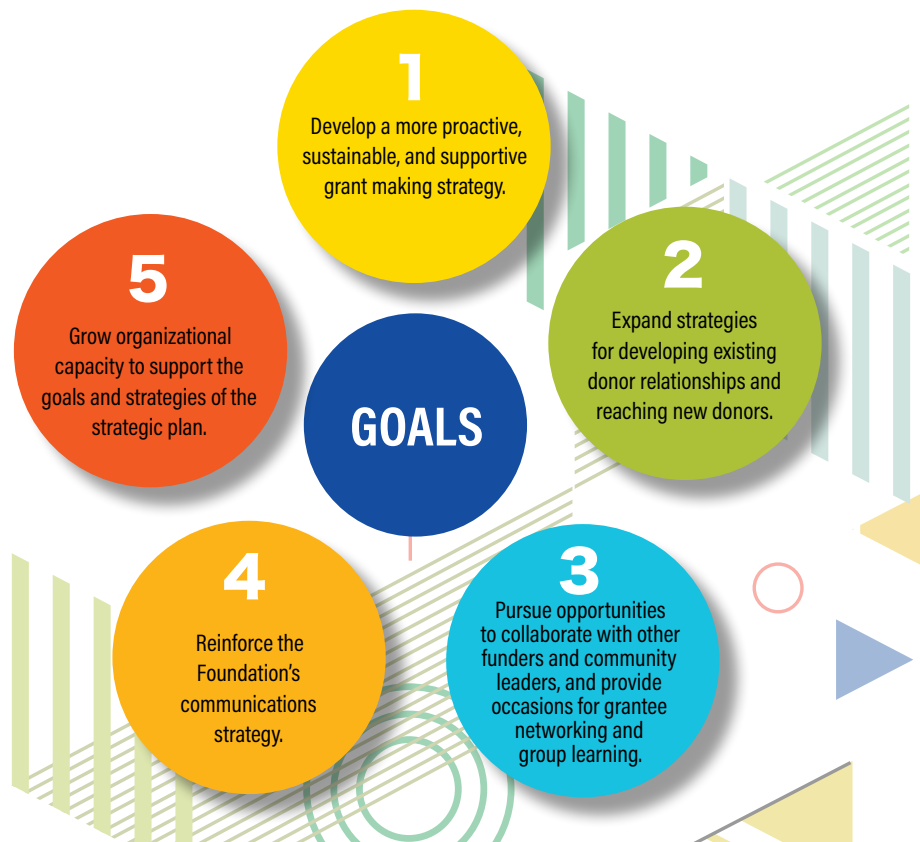 1
Develop a more proactive,
sustainable, and supportive
grant making strategy.
2
Expand strategies
for developing existing
donor relationships and
reaching new donors.
3
Pursue opportunities
to collaborate with other
funders and community
leaders, and provide
occasions for grantee
networking and
group learning.
4
Reinforce the
Foundation’s
communications
strategy.
5
Grow organizational
capacity to support the
goals and strategies of the
strategic plan.
GOALS